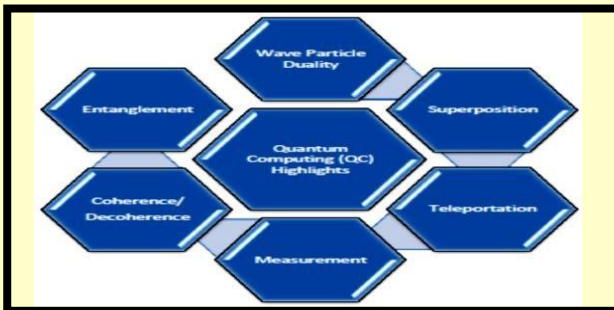 Wave Particle
Duality
Entanglement
Superposition
Quantum
Computing (QC)
Highlights
Coherence/
Decoherence
Teleportation
Measurement